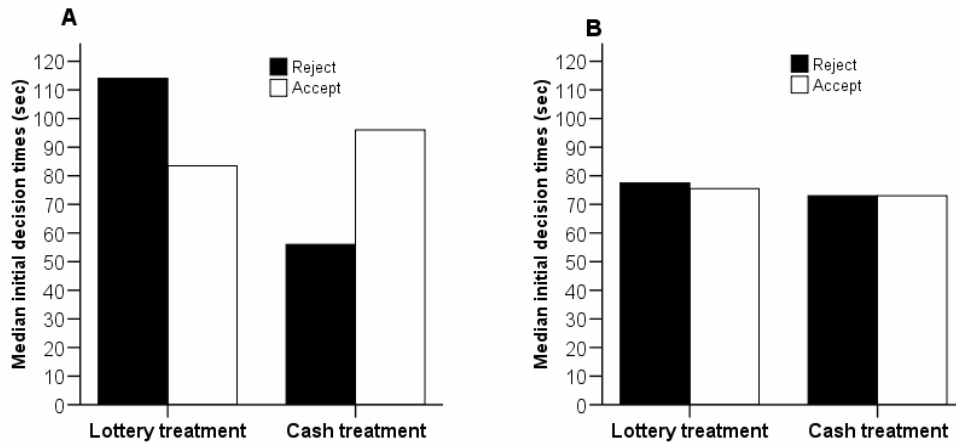 A
Median initial decision times (sec)
120
110
100
90
80
70
60
50
40
30
20
10
0
Reject
Accept
Lottery treatment
Cash treatment
B
Median initial decision times (sec)
120
110
100
90
80
70
60
50
40
30
20
10
0
Reject
Accept
Lottery treatment
Cash treatment